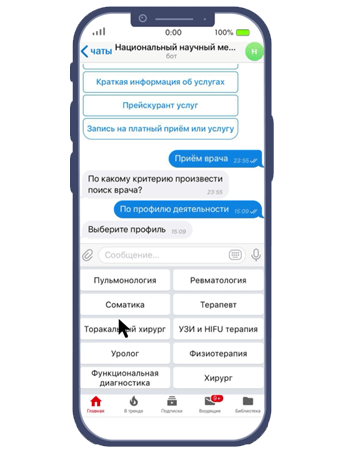 0:00
100%
чаты
Национальный научный ме...
бот
Н
Краткая информация об услугах
Прейскурант услуг
Запись на платный приём или услугу
Приём врача 23:55
По какому критерию произвести
поиск врача?
23:55
По профилю деятельности 15:09
Выберите профиль 15:09
Сообщение...
Пульмонология
Ревматология
Соматика
Терапевт
Торакальный хирург
УЗИ и HIFU терапия
Уролог
Физиотерапия
Функциональная
диагностика
Хирург
9+
Главная
В тренде
Подписки
Входящие
Библиотека